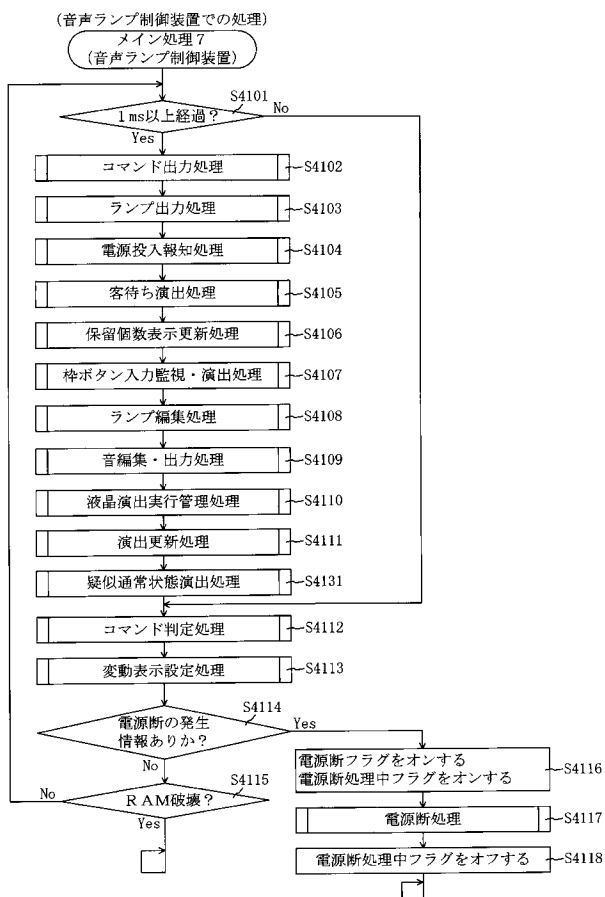 (音声ランプ制御装置での処理)
メイン処理7
(音声ランプ制御装置)
S4101
1ms以上経過?
No
Yes
コマンド出力処理
S4102
ランプ出力処理
S4103
電源投入報知処理
S4104
客待ち演出処理
S4105
保留個数表示更新処理
S4106
枠ボタン入力監視・演出処理
S4107
ランプ編集処理
S4108
音編集・出力処理
S4109
液晶演出実行管理処理
S4110
演出更新処理
S4111
疑似通常状態演出処理
S4131
コマンド判定処理
S4112
変動表示設定処理
S4113
S4114
電源断の発生
情報ありか?
Yes
No
電源断フラグをオンする
電源断処理中フラグをオンする
S4116
S4115
No
RAM破壊?
Yes
電源断処理
S4117
電源断処理中フラグをオフする
S4118